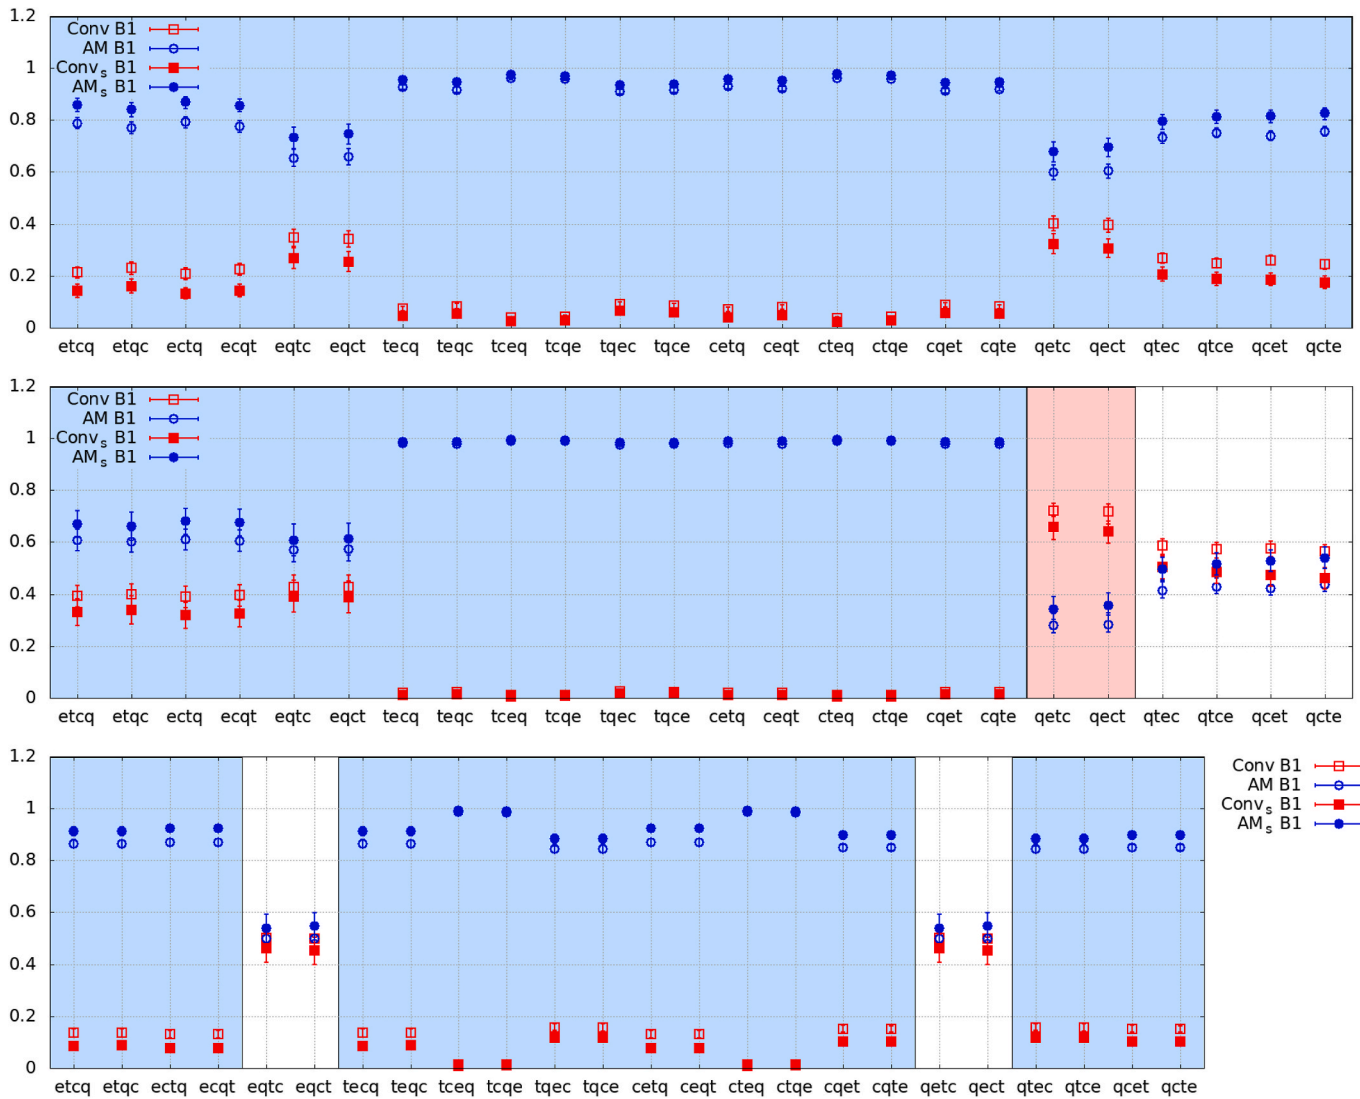 1.2
Conv B1
AM B1
Conv_s B1
AM_s B1
1
0.8
0.6
0.4
0.2
0
etcq etqc ectq ecqt eqtc eqct tecq teqc tceq tcqe tqec tqce cetq ceqt cteq ctqe cqet cqte qetc qect qtec qtce qcet qcte
1.2
Conv B1
AM B1
Conv_s B1
AM_s B1
1
0.8
0.6
0.4
0.2
0
etcq etqc ectq ecqt eqtc eqct tecq teqc tceq tcqe tqec tqce cetq ceqt cteq ctqe cqet cqte qetc qect qtec qtce qcet qcte
1.2
Conv B1
AM B1
Conv_s B1
AM_s B1
1
0.8
0.6
0.4
0.2
0
etcq etqc ectq ecqt eqtc eqct tecq teqc tceq tcqe tqec tqce cetq ceqt cteq ctqe cqet cqte qetc qect qtec qtce qcet qcte